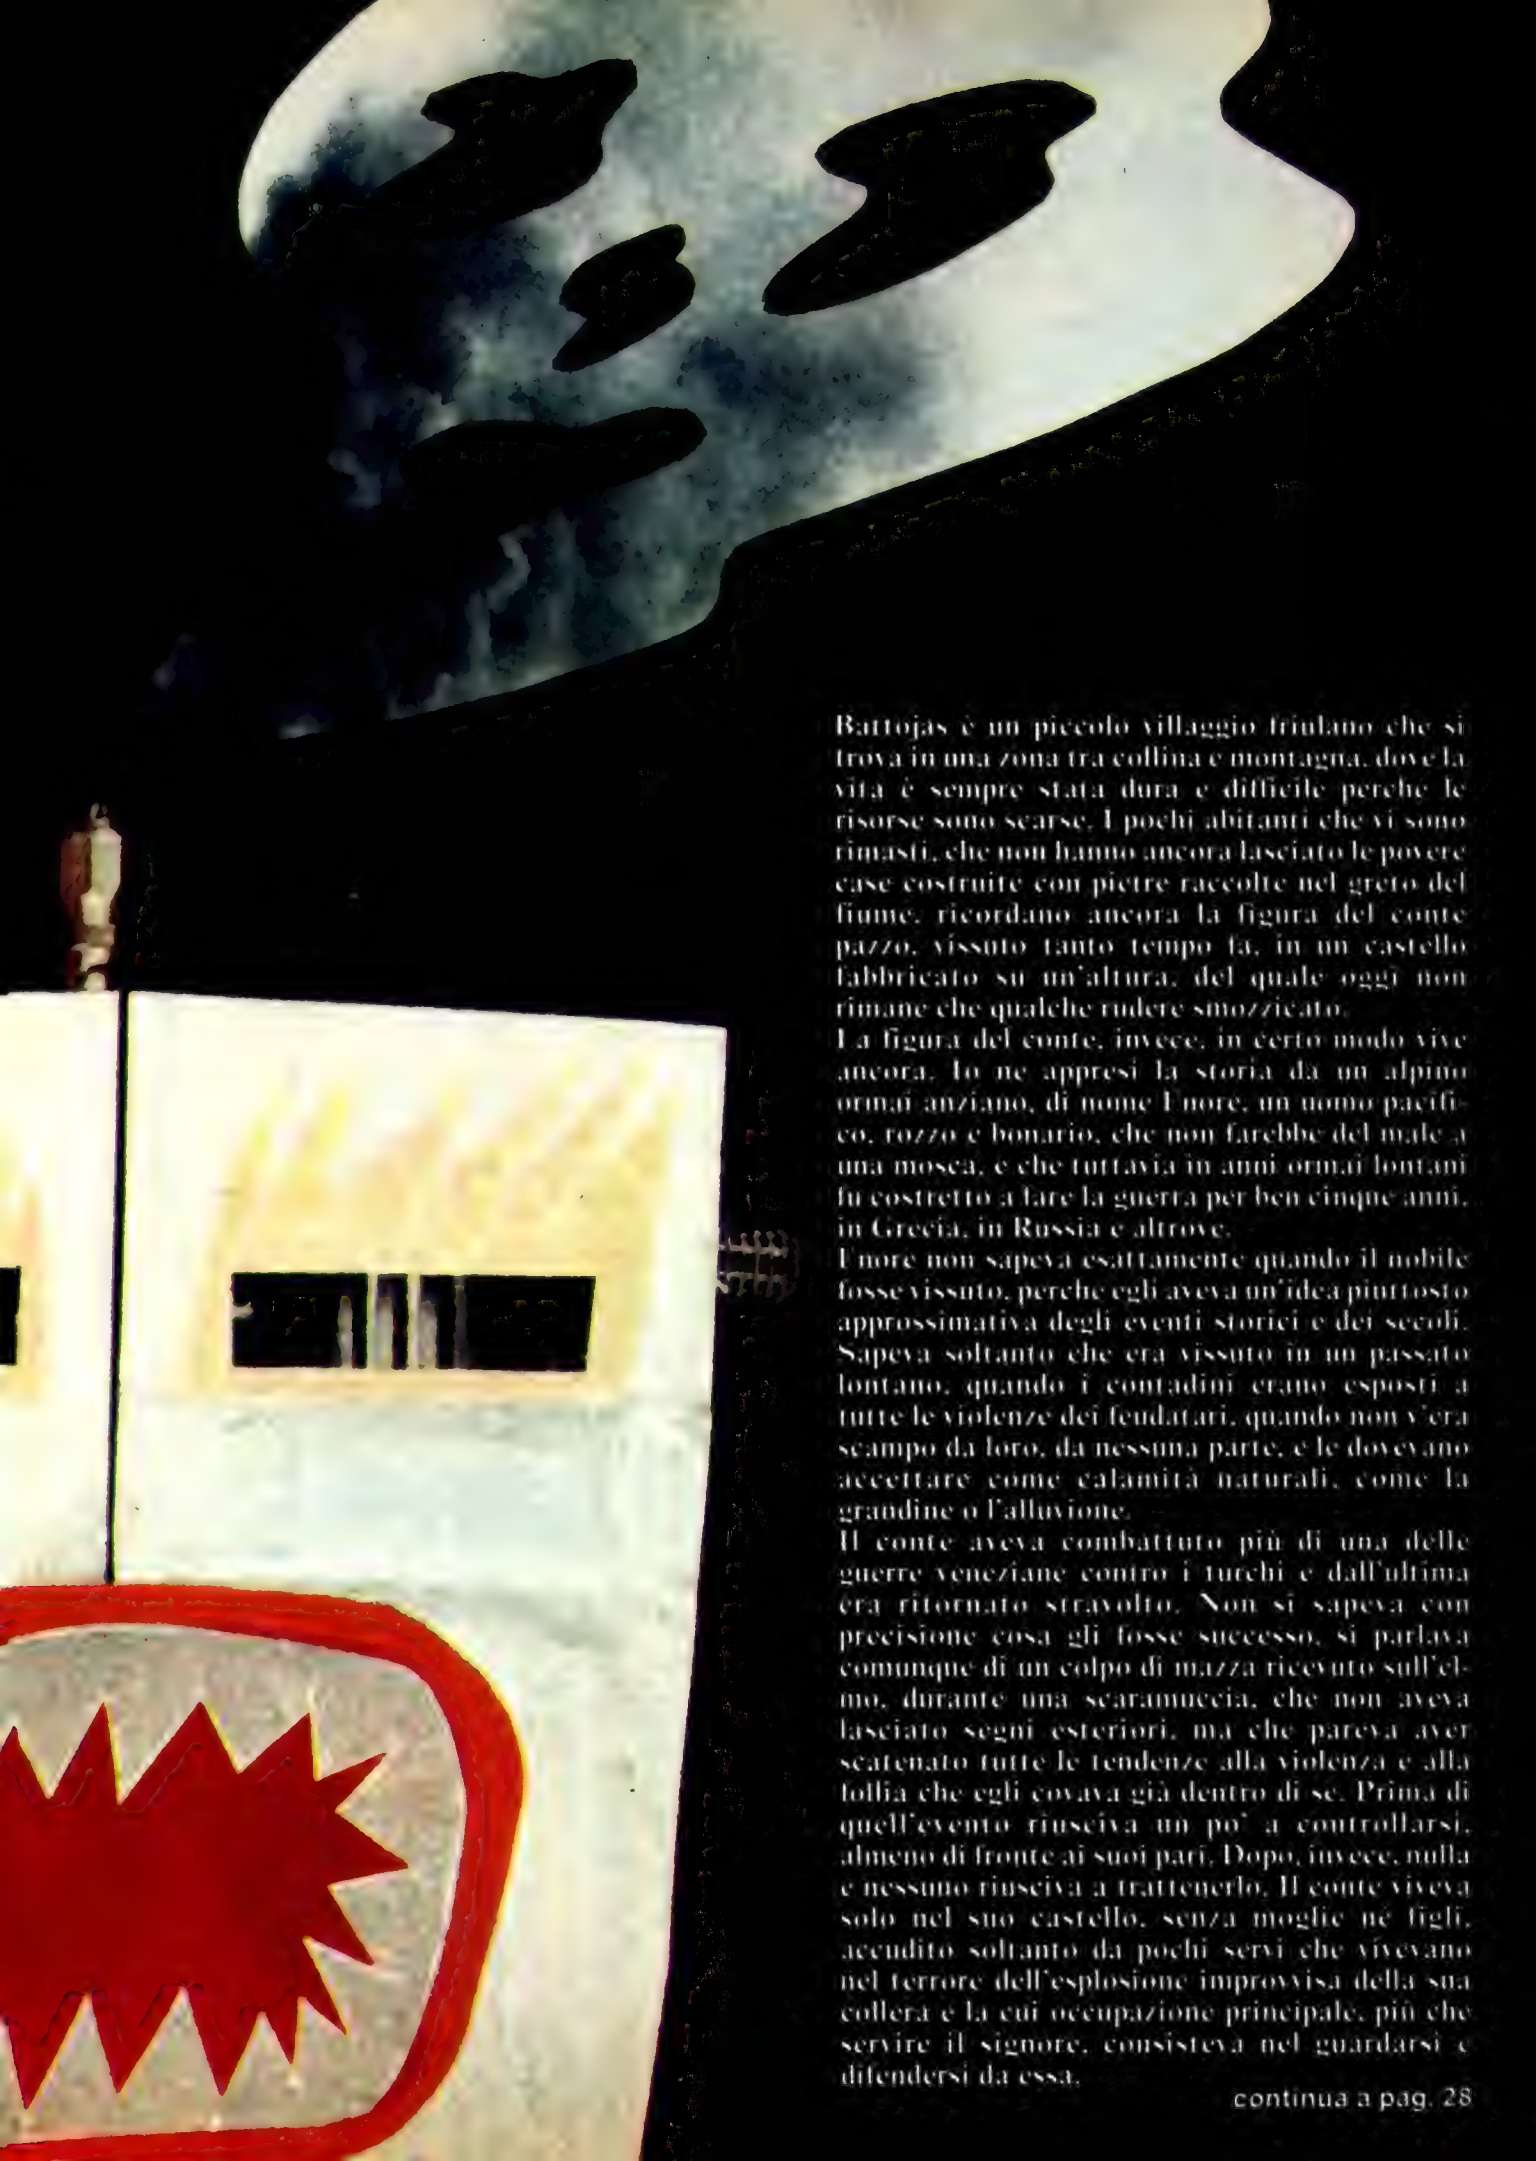 Battojas è un piccolo villaggio friulano che si
trova in una zona tra collina e montagna, dove la
vita è sempre stata dura e difficile perché le
risorse sono scarse. I pochi abitanti che vi sono
rimasti, che non hanno ancora lasciato le povere
case costruite con pietre raccolte nel greto del
fiume, ricordano ancora la figura del conte
pazzo, vissuto tanto tempo fa, in un castello
fabbricato su un'altura, del quale oggi non
rimane che qualche rudere smozzicato.
La figura del conte, invece, in certo modo vive
ancora. Io ne appresi la storia da un alpino
ormai anziano, di nome Enore, un uomo pacifi-
co, rozzo e bonario, che non farebbe del male a
una mosca, e che tuttavia in anni ormai lontani
fu costretto a fare la guerra per ben cinque anni,
in Grecia, in Russia e altrove.
Enore non sapeva esattamente quando il nobile
fosse vissuto, perché egli aveva un'idea piuttosto
approssimativa degli eventi storici e dei secoli.
Sapeva soltanto che era vissuto in un passato
lontano, quando i contadini erano esposti a
tutte le violenze dei feudatari, quando non v'era
scampo da loro, da nessuna parte, e le dovevano
accettare come calamità naturali, come la
grandine o l'alluvione.
Il conte aveva combattuto più di una delle
guerre veneziane contro i turchi e dall'ultima
era ritornato stravolto. Non si sapeva con
precisione cosa gli fosse successo, si parlava
comunque di un colpo di mazza ricevuto sull'el-
mo, durante una scaramuccia, che non aveva
lasciato segni esteriori, ma che pareva aver
scatenato tutte le tendenze alla violenza e alla
follia che egli covava già dentro di sé. Prima di
quell'evento riusciva un po' a controllarsi,
almeno di fronte ai suoi pari. Dopo, invece, nulla
e nessuno riusciva a trattenerlo. Il conte viveva
solo nel suo castello, senza moglie né figli,
accudito soltanto da pochi servi che vivevano
nel terrore dell'esplosione improvvisa della sua
collera e la cui occupazione principale, più che
servire il signore, consisteva nel guardarsi e
difendersi da essa.
continua a pag. 28